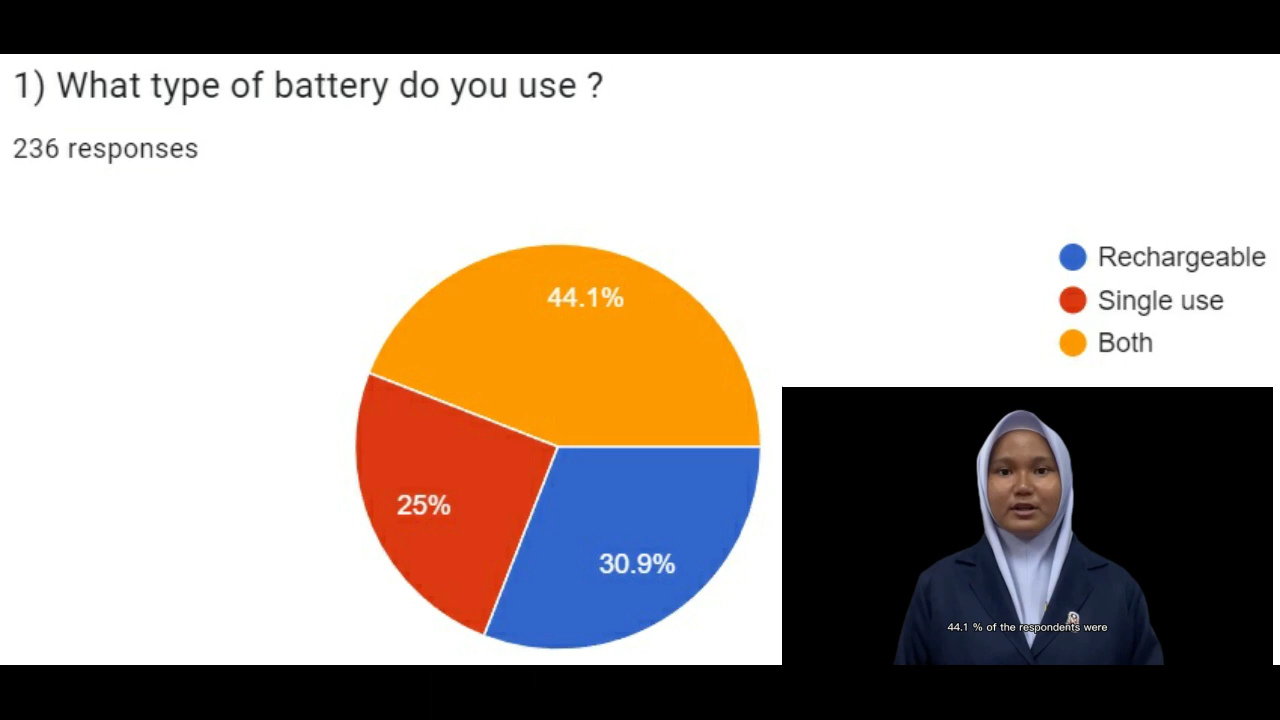 1) What type of battery do you use ?
236 responses
44.1%
25%
30.9%
Rechargeable
Single use
Both
44.1 % of the respondents were